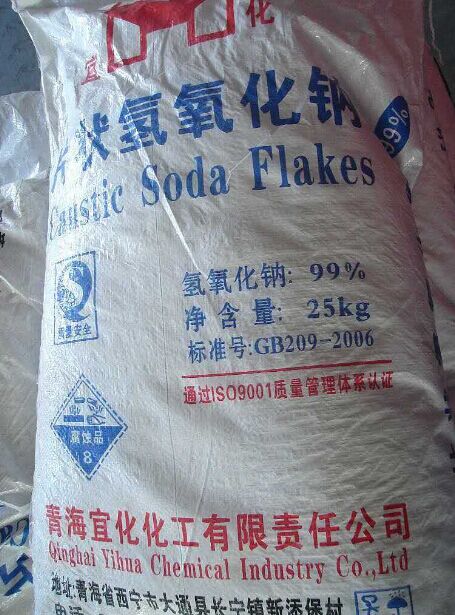 宜 化
片状氢氧化钠
99%
Caustic Soda Flakes
氢氧化钠: 99%
净含量: 25kg
标准号:GB209-2006
质量安全
通过ISO9001质量管理体系认证
腐蚀品
8
青海宜化化工有限责任公司
Qinghai Yihua Chemical Industry Co.,Ltd
地址:青海省西宁市大通县长宁镇新添堡村
电话